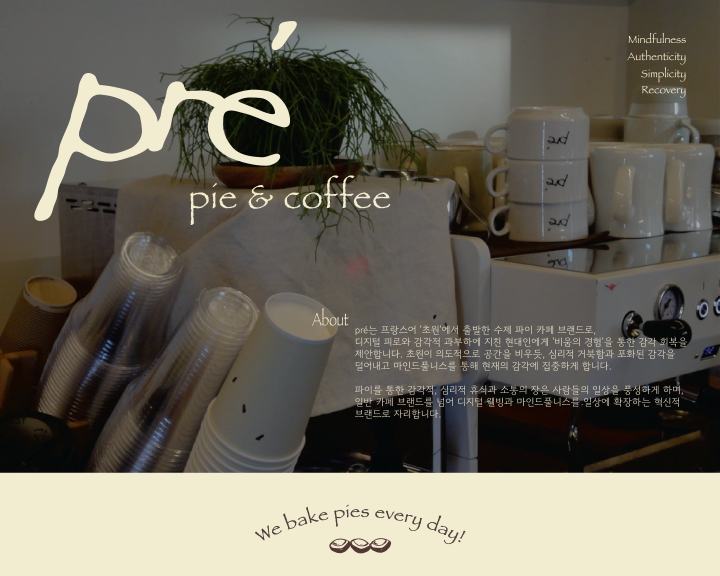 pré
pie & coffee
Mindfulness
Authenticity
Simplicity
Recovery
pré
pré
pré
About
pré는 프랑스어 '초원'에서 출발한 수제 파이 카페 브랜드로,
디지털 피로와 감각적 과부하에 지친 현대인에게 '비움의 경험'을 통한 감각 회복을
제안합니다. 초원이 의도적으로 공간을 비우듯, 심리적 거북함과 포화된 감각을
덜어내고 마인드풀니스를 통해 현재의 감각에 집중하게 합니다.
파이를 통한 감각적, 심리적 휴식과 소통의 장은 사람들의 일상을 풍성하게 하며,
일반 카페 브랜드를 넘어 디지털 웰빙과 마인드풀니스를 일상에 확장하는 혁신적
브랜드로 자리합니다.
We bake pies every day!